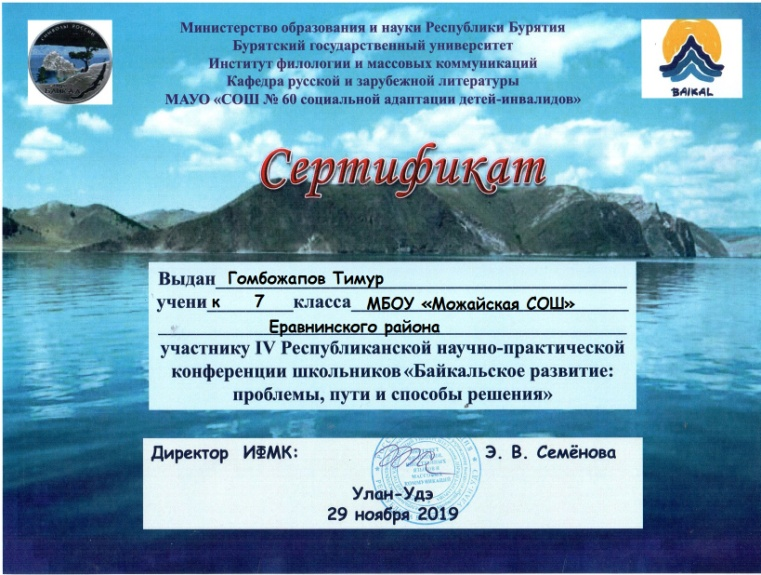 Министерство образования и науки Республики Бурятия
Бурятский государственный университет
Институт филологии и массовых коммуникаций
Кафедра русской и зарубежной литературы
МАУО «СОШ № 60 социальной адаптации детей-инвалидов»
BAIKAL
Сертификат
Выдан Гомбожапов Тимур
учени к 7 класса МБОУ «Можайская СОШ»
Еравнинского района
участнику IV Республиканской научно-практической
конференции школьников «Байкальское развитие:
проблемы, пути и способы решения»
Директор ИФМК: Э. В. Семёнова
Улан-Удэ
29 ноября 2019